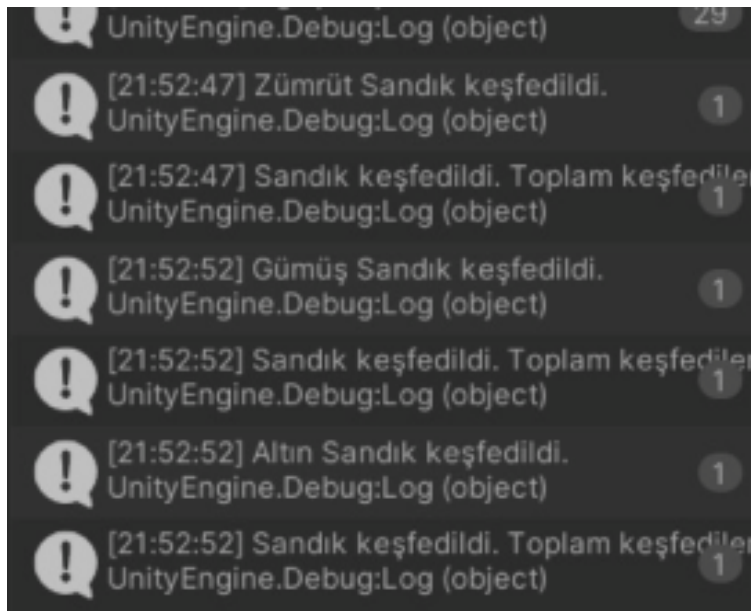 29
UnityEngine.Debug:Log (object)
[21:52:47] Zümrüt Sandık keşfedildi.
UnityEngine.Debug:Log (object)
1
[21:52:47] Sandık keşfedildi. Toplam keşfediler
UnityEngine.Debug:Log (object)
1
[21:52:52] Gümüş Sandık keşfedildi.
UnityEngine.Debug:Log (object)
1
[21:52:52] Sandık keşfedildi. Toplam
UnityEngine.Debug:Log (object)
1
[21:52:52] Altın Sandık keşfedildi.
UnityEngine.Debug:Log (object)
1
[21:52:52] Sandık keşfedildi. Toplam
UnityEngine.Debug:Log (object)
1